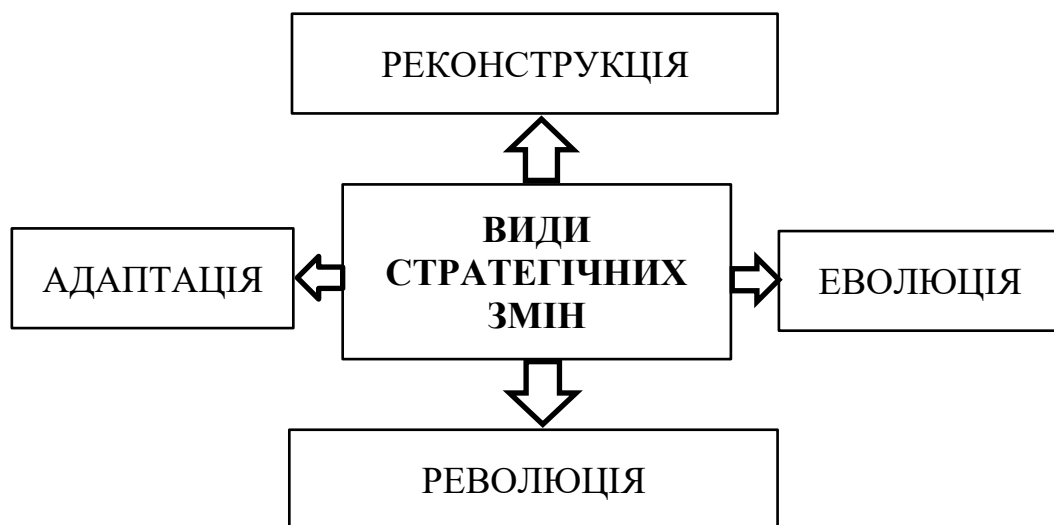 РЕКОНСТРУКЦІЯ
ВИДИ
СТРАТЕГІЧНИХ
ЗМІН
АДАПТАЦІЯ
ЕВОЛЮЦІЯ
РЕВОЛЮЦІЯ